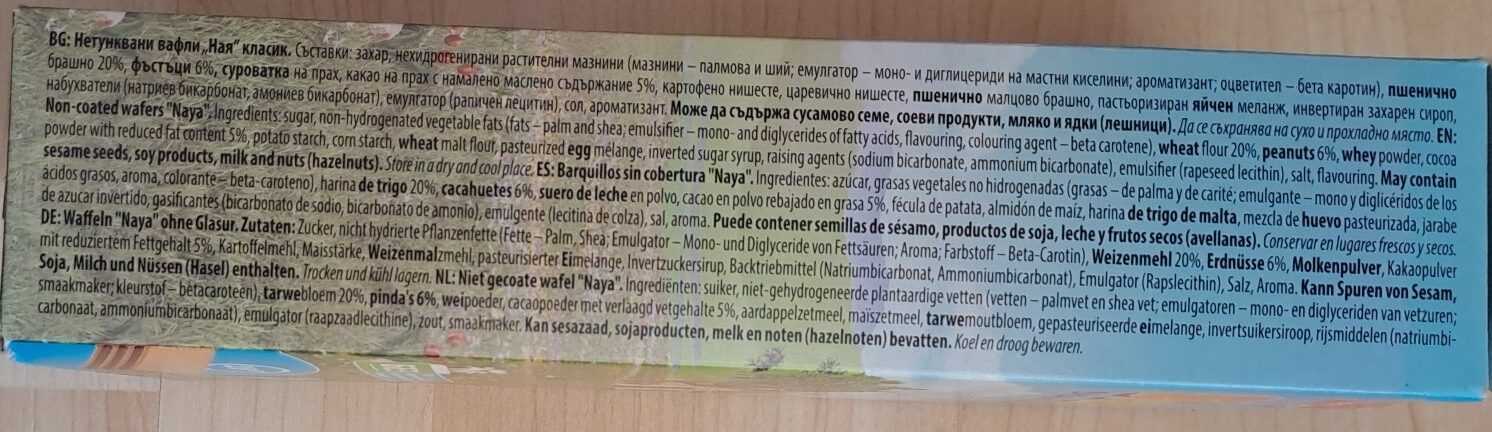 BG: Нетунквани вафли „Ная“ класик. Съставки: захар, нехидрогенирани растителни мазнини (мазнини – палмова и ший; емулгатор – моно- и диглицериди на мастни киселини; ароматизант; оцветител – бета каротин), пшенично
брашно 20%, фъстъци 6%, суроватка на прах, какао на прах с намалено маслено съдържание 5%, картофено нишесте, царевично нишесте, пшенично малцово брашно, пастьоризиран яйчен меланж, инвертиран захарен сироп,
набухватели (натриев бикарбонат, амониев бикарбонат), емулгатор (рапичен лецитин), сол, ароматизант. Може да съдържа сусамово семе, соеви продукти, мляко и ядки (лешници). Да се съхранява на сухо и прохладно място. EN:
Non-coated wafers "Naya". Ingredients: sugar, non-hydrogenated vegetable fats (fats – palm and shea; emulsifier – mono- and diglycerides of fatty acids, flavouring, colouring agent – beta carotene), wheat flour 20%, peanuts 6%, whey powder, cocoa
powder with reduced fat content 5%, potato starch, corn starch, wheat malt flour, pasteurized egg mélange, inverted sugar syrup, raising agents (sodium bicarbonate, ammonium bicarbonate), emulsifier (rapeseed lecithin), salt, flavouring. May contain
sesame seeds, soy products, milk and nuts (hazelnuts). Store in a dry and cool place. ES: Barquillos sin cobertura "Naya". Ingredientes: azúcar, grasas vegetales no hidrogenadas (grasas – de palma y de carité; emulgante – mono y diglicéridos de los
ácidos grasos, aroma, colorante – beta-caroteno), harina de trigo 20%, cacahuetes 6%, suero de leche en polvo, cacao en polvo rebajado en grasa 5%, fécula de patata, almidón de maíz, harina de trigo de malta, mezcla de huevo pasteurizada, jarabe
de azucar invertido, gasificantes (bicarbonato de sodio, bicarbonato de amonio), emulgente (lecitina de colza), sal, aroma. Puede contener semillas de sésamo, productos de soja, leche y frutos secos (avellanas). Conservar en lugares frescos y secos.
DE: Waffeln "Naya" ohne Glasur. Zutaten: Zucker, nicht hydrierte Pflanzenfette (Fette – Palm, Shea; Emulgator – Mono- und Diglyceride von Fettsäuren; Aroma; Farbstoff – Beta-Carotin), Weizenmehl 20%, Erdnüsse 6%, Molkenpulver, Kakaopulver
mit reduziertem Fettgehalt 5%, Kartoffelmehl, Maisstärke, Weizenmalzmehl, pasteurisierter Eimelange, Invertzuckersirup, Backtriebmittel (Natriumbicarbonat, Ammoniumbicarbonat), Emulgator (Rapslecithin), Salz, Aroma. Kann Spuren von Sesam,
Soja, Milch und Nüssen (Hasel) enthalten. Trocken und kühl lagern. NL: Niet gecoate wafel "Naya". Ingrediënten: suiker, niet-gehydrogeneerde plantaardige vetten (vetten – palmvet en shea vet; emulgatoren – mono- en diglyceriden van vetzuren;
smaakmaker; kleurstof – bètacaroteen), tarwebloem 20%, pinda's 6%, weipoeder, cacaopoeder met verlaagd vetgehalte 5%, aardappelzetmeel, maïszetmeel, tarwemoutbloem, gepasteuriseerde eimelange, invertsuikersiroop, rijsmiddelen (natriumbi-
carbonaat, ammoniumbicarbonaat), emulgator (raapzaadlecithine), zout, smaakmaker. Kan sesazaad, sojaproducten, melk en noten (hazelnoten) bevatten. Koel en droog bewaren.